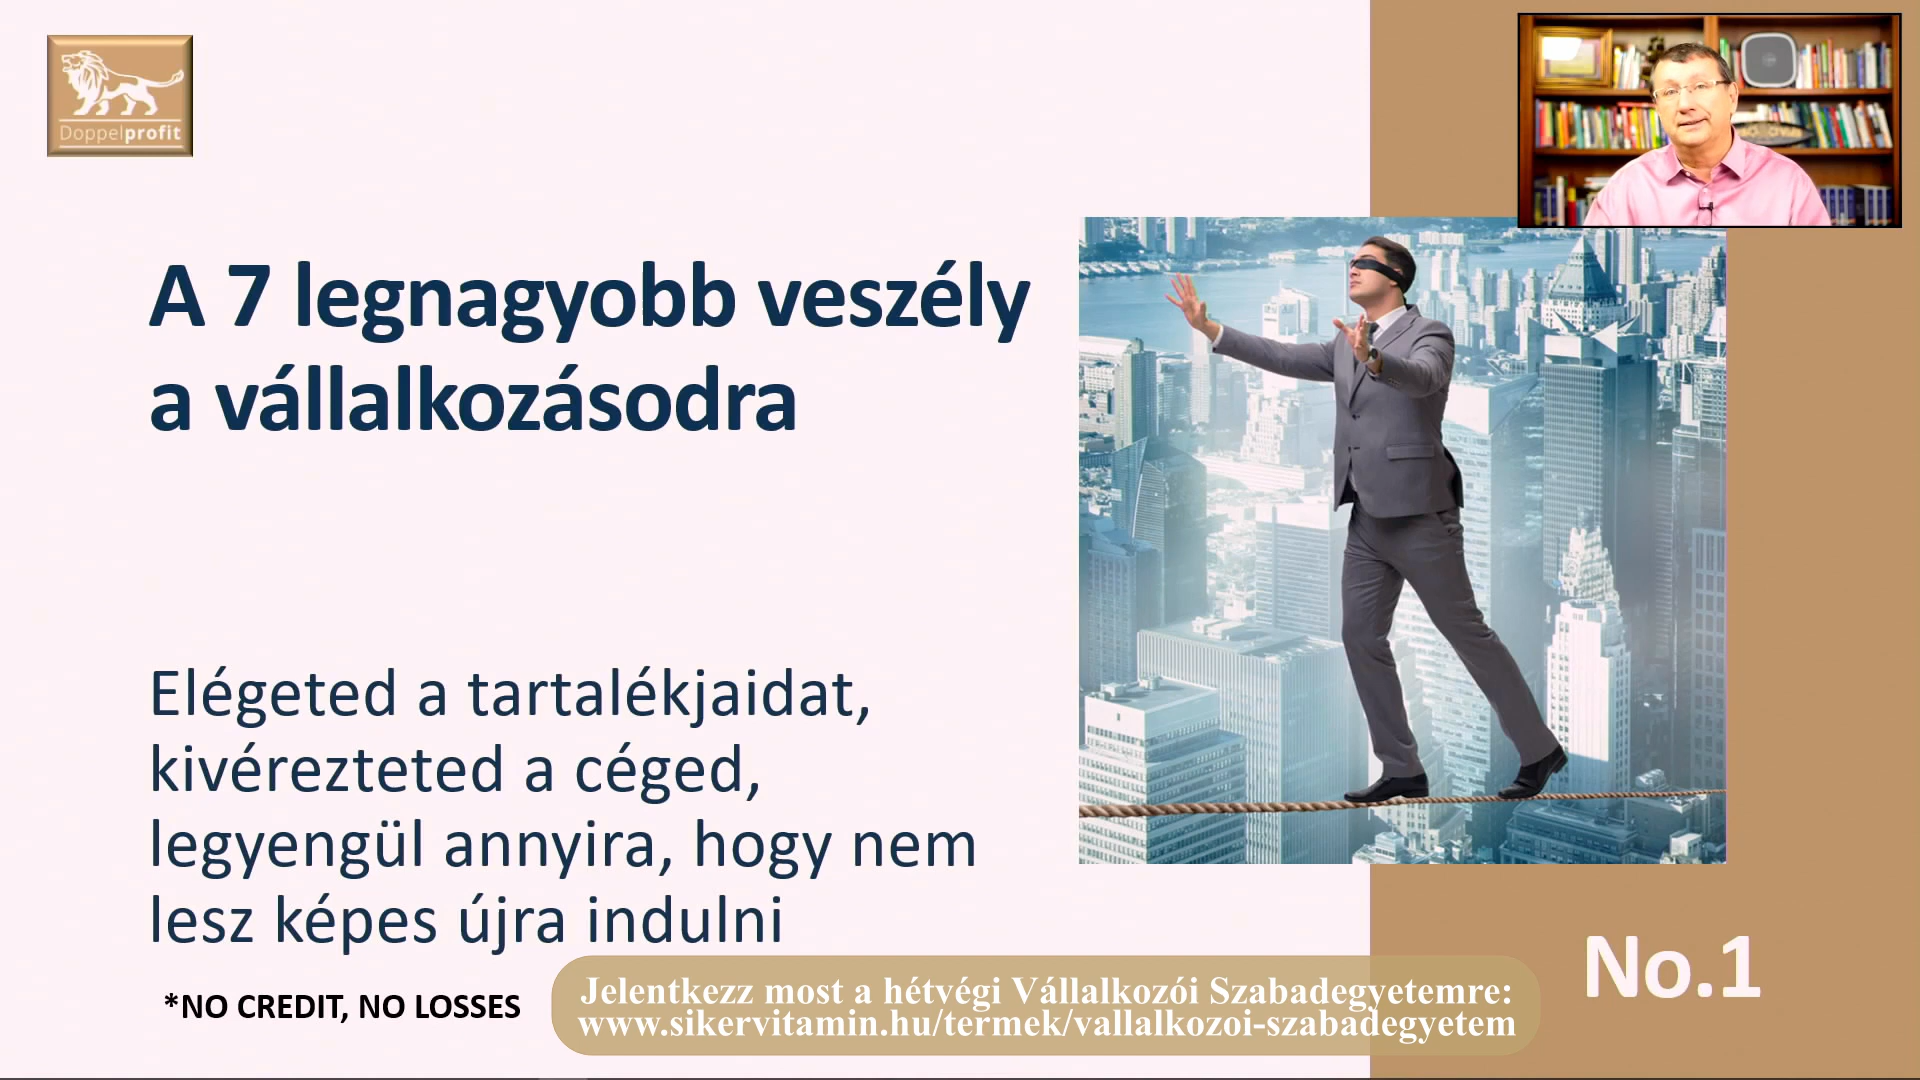 Doppelprofit
A 7 legnagyobb veszély
a vállalkozásodra
Elégeted a tartalékjaidat,
kivérezteted a céged,
legyengül annyira, hogy nem
lesz képes újra indulni
*NO CREDIT, NO LOSSES
Jelentkezz most a hétvégi Vállalkozói Szabadegyetemre:
www.sikervitamin.hu/termek/vallalkozoi-szabadegyetem
No.1